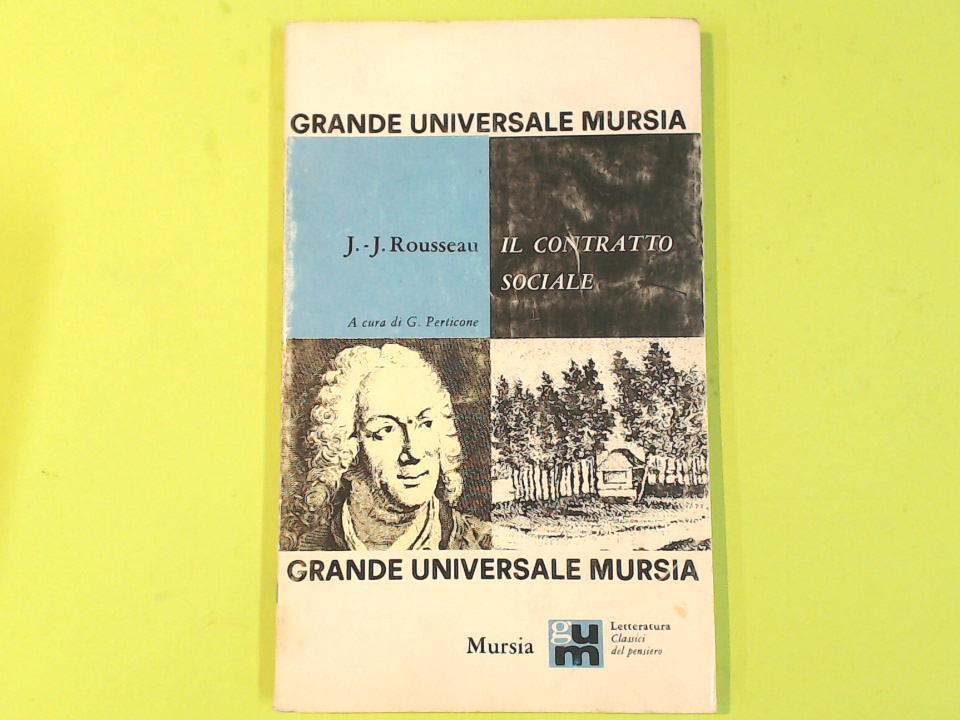 GRANDE UNIVERSALE MURSIA
J.-J. Rousseau
IL CONTRATTO
SOCIALE
A cura di G. Perticone
GRANDE UNIVERSALE MURSIA
Mursia
gum
Letteratura
Classici
del pensiero